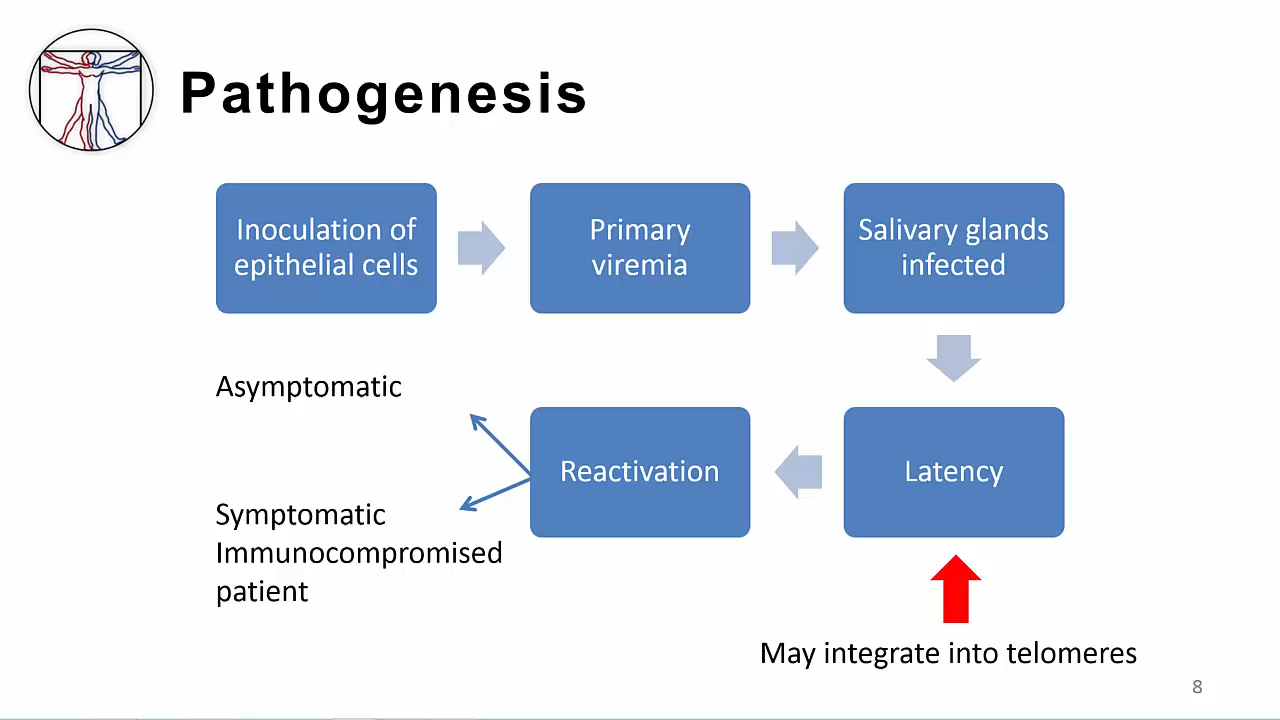 Pathogenesis
Inoculation of
epithelial cells
Primary
viremia
Salivary glands
infected
Asymptomatic
Reactivation
Latency
Symptomatic
Immunocompromised
patient
May integrate into telomeres
8